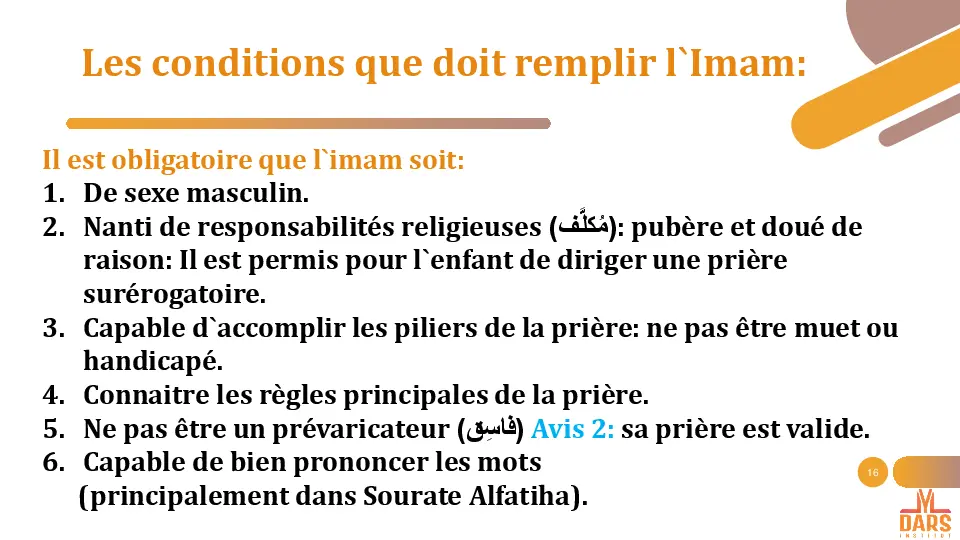 Les conditions que doit remplir l`Imam:
Il est obligatoire que l`imam soit:
1. De sexe masculin.
2. Nanti de responsabilités religieuses (مُكلَّف): pubère et doué de
raison: Il est permis pour l`enfant de diriger une prière
surérogatoire.
3. Capable d`accomplir les piliers de la prière: ne pas être muet ou
handicapé.
4. Connaitre les règles principales de la prière.
5. Ne pas être un prévaricateur (فاسِق) Avis 2: sa prière est valide.
6. Capable de bien prononcer les mots
(principalement dans Sourate Alfatiha).
16
DARS
INSTITUT